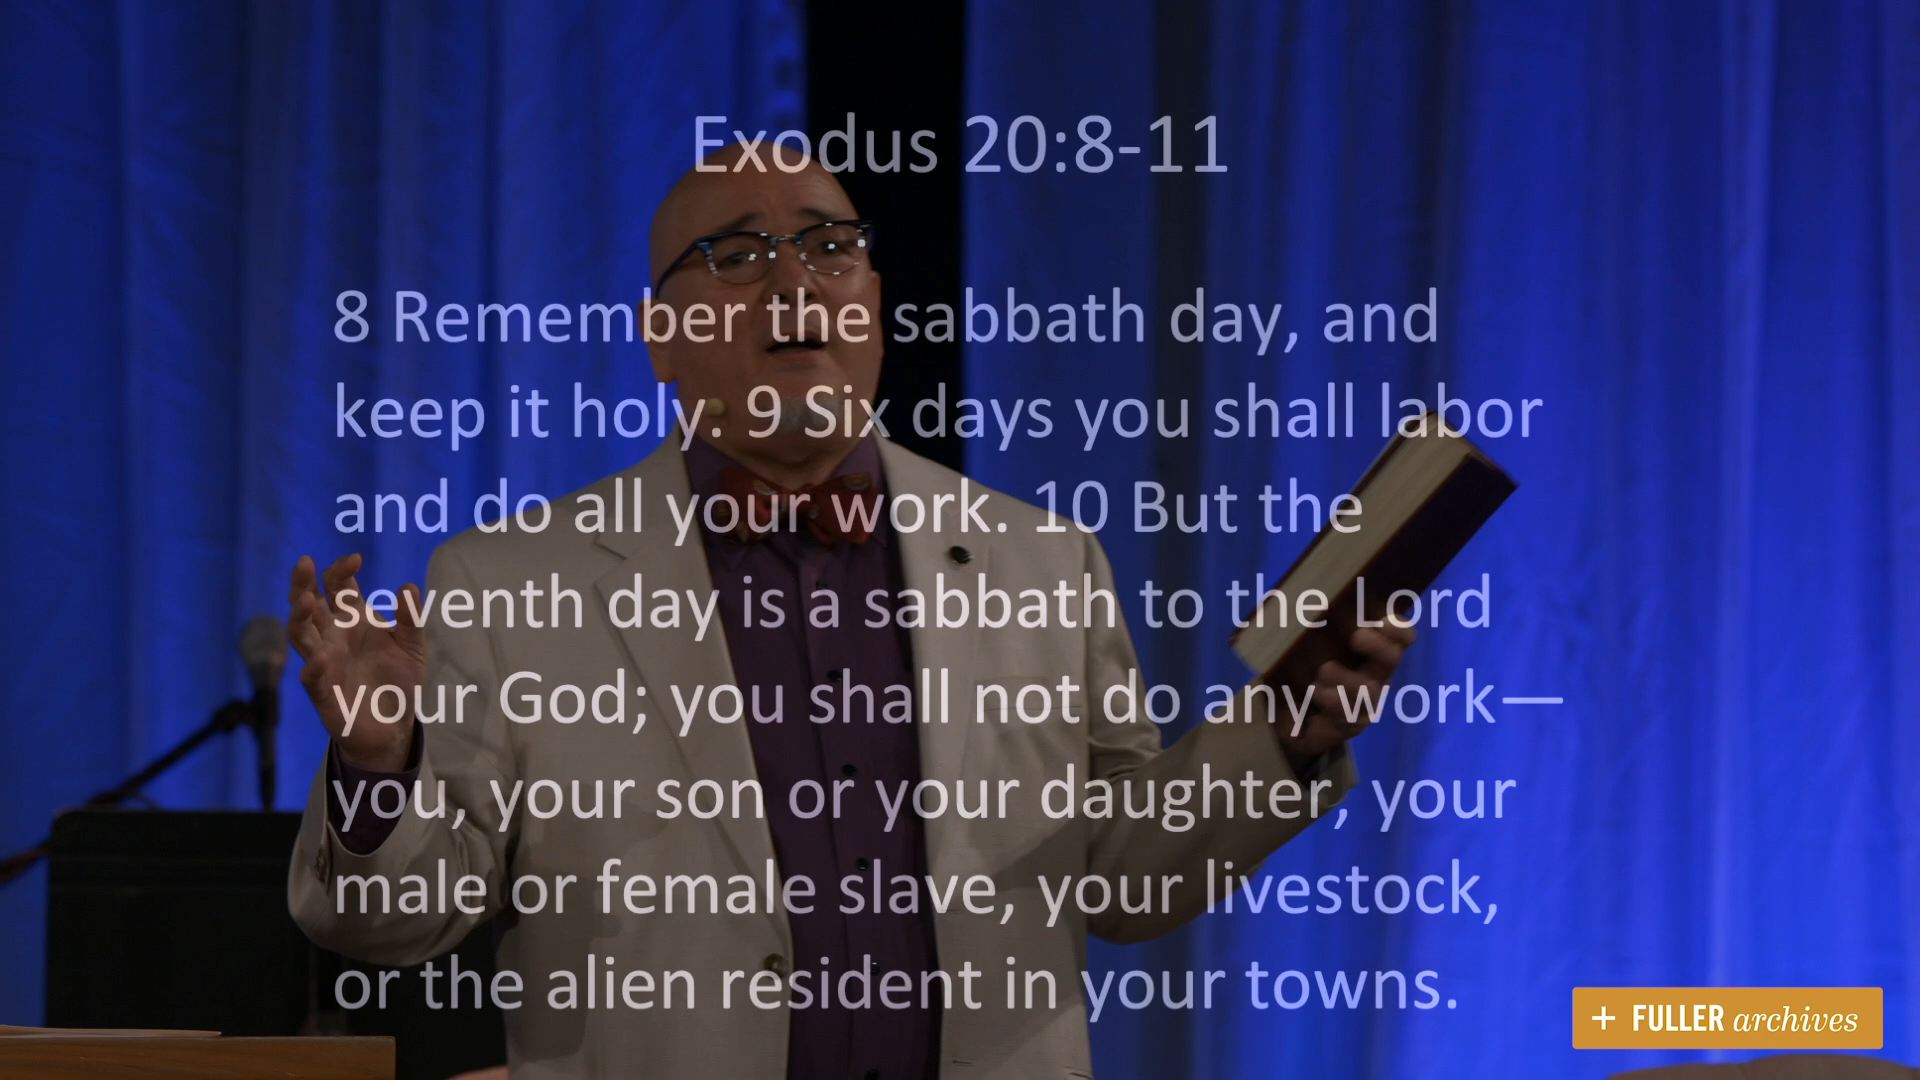 Exodus 20:8-11
8 Remember the sabbath day, and
keep it holy. 9 Six days you shall labor
and do all your work. 10 But the
seventh day is a sabbath to the Lord
your God; you shall not do any work—
you, your son or your daughter, your
male or female slave, your livestock,
or the alien resident in your towns.
+ FULLER archives